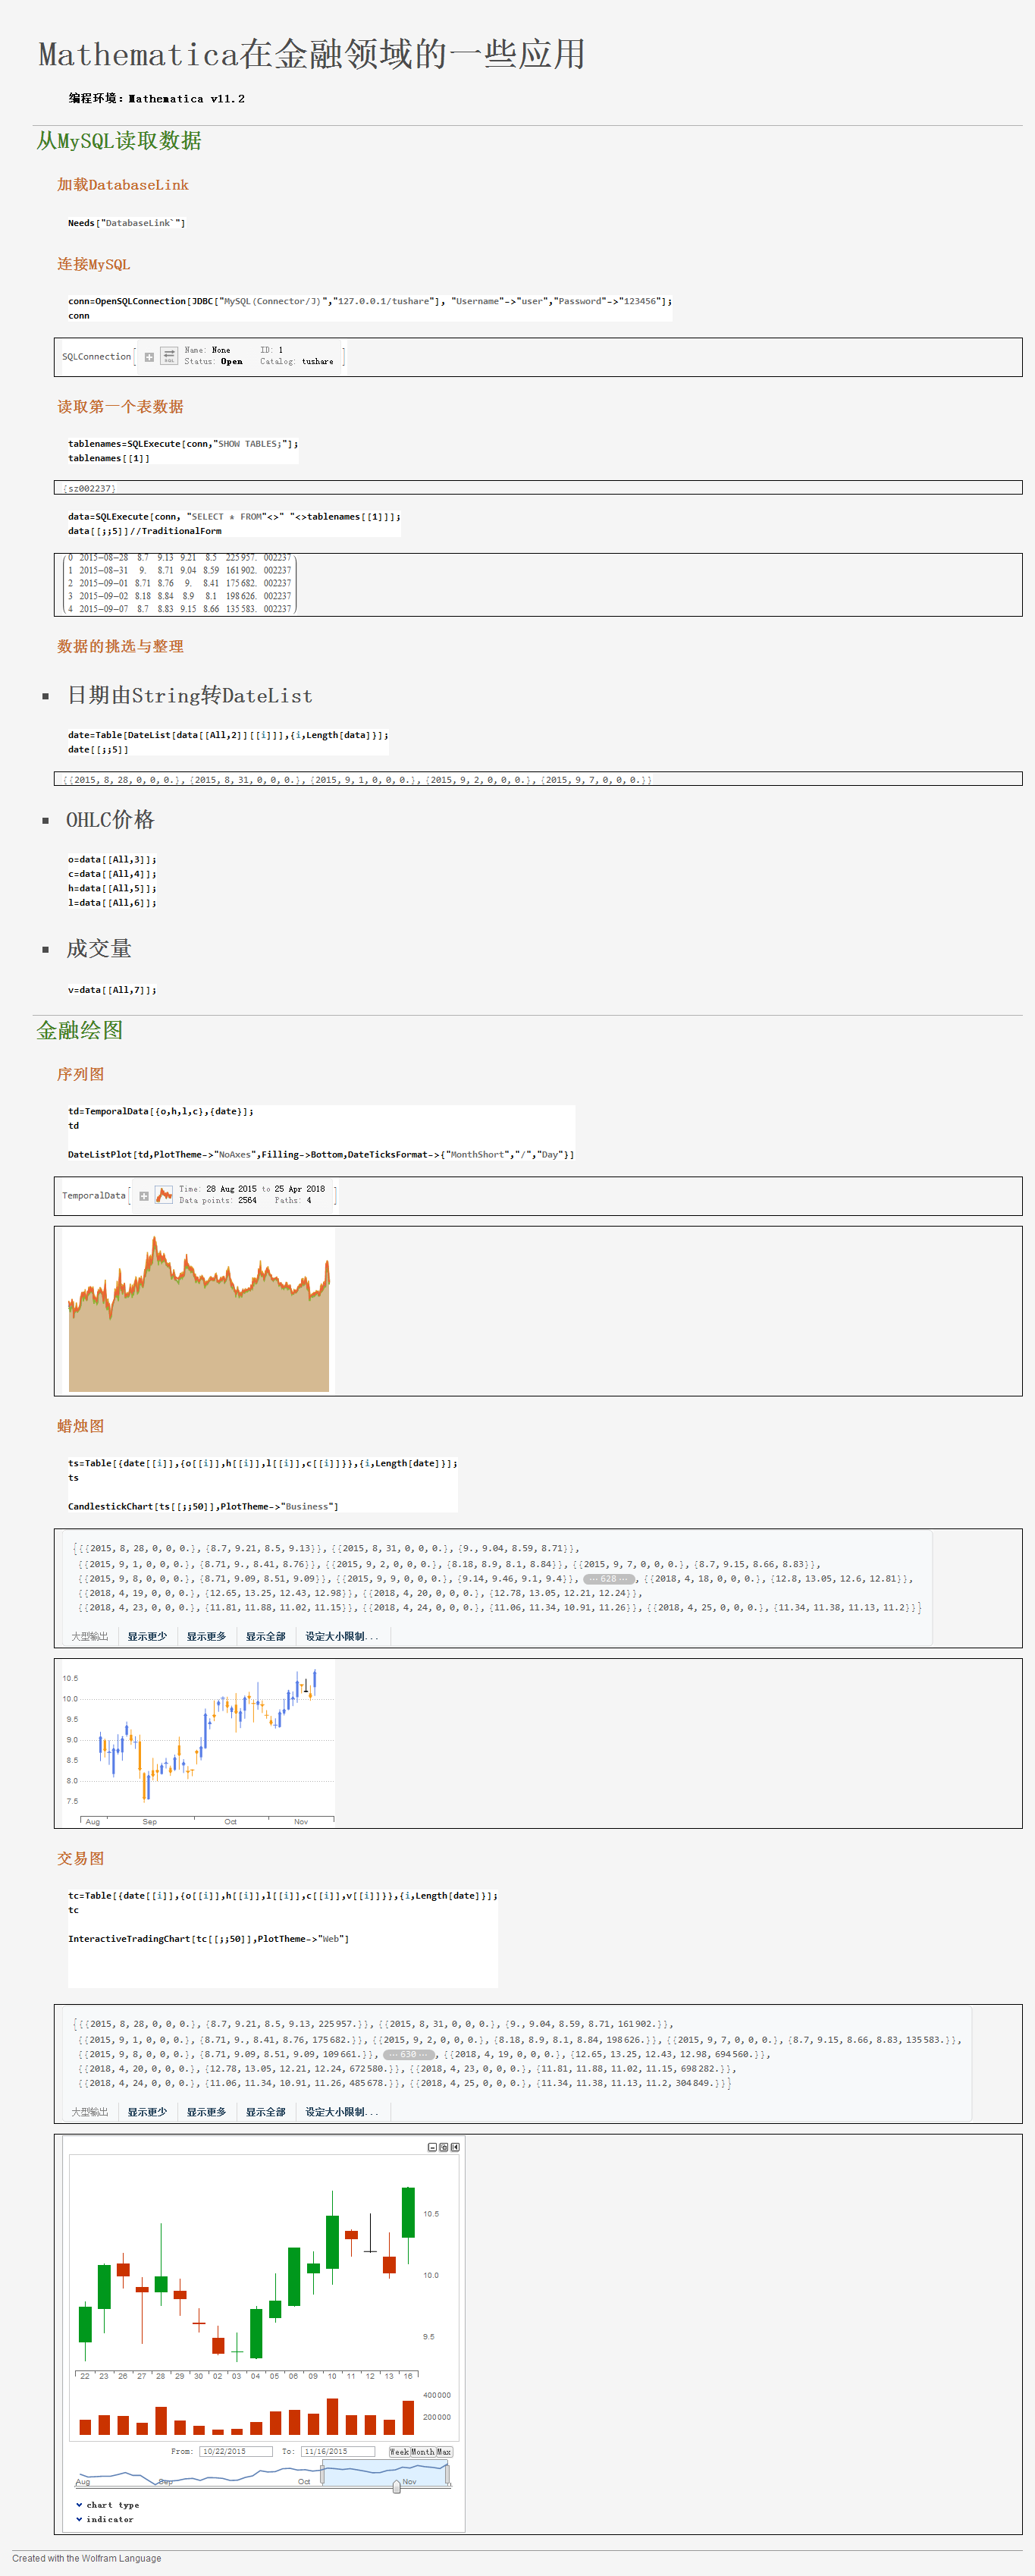 Mathematica在金融领域的一些应用
编程环境：Mathematica v11.2
从MySQL读取数据
加载DatabaseLink
Needs["DatabaseLink`"]
连接MySQL
conn=OpenSQLConnection[JDBC["MySQL(Connector/J)","127.0.0.1/tushare"], "Username"->"user","Password"->"123456"];
conn
SQLConnection[ SQL Name: None ID: 1 ]
Status: Open Catalog: tushare
读取第一个表数据
tablenames=SQLExecute[conn,"SHOW TABLES;"];
tablenames[[1]]
{sz002237}
data=SQLExecute[conn, "SELECT * FROM"<>" "<>tablenames[[1]]];
data[[;;5]]//TraditionalForm
0 2015-08-28 8.7 9.13 9.21 8.5 225957. 002237
1 2015-08-31 9. 8.71 9.04 8.59 161902. 002237
2 2015-09-01 8.71 8.76 9. 8.41 175682. 002237
3 2015-09-02 8.18 8.84 8.9 8.1 198626. 002237
4 2015-09-07 8.7 8.83 9.15 8.66 135583. 002237
数据的挑选与整理
▪ 日期由String转DateList
date=Table[DateList[data[[All,2]][[i]]],{i,Length[data]}];
date[[;;5]]
{{2015,8,28,0,0,0.},{2015,8,31,0,0,0.},{2015,9,1,0,0,0.},{2015,9,2,0,0,0.},{2015,9,7,0,0,0.}}
▪ OHLC价格
o=data[[All,3]];
c=data[[All,4]];
h=data[[All,5]];
l=data[[All,6]];
▪ 成交量
v=data[[All,7]];
金融绘图
序列图
td=TemporalData[{o,h,l,c},{date}];
td
DateListPlot[td,PlotTheme->"NoAxes",Filling->Bottom,DateTicksFormat->{"MonthShort","/","Day"}]
TemporalData[ Time: 28 Aug 2015 to 25 Apr 2018 ]
Data points: 2564 Paths: 4
蜡烛图
ts=Table[{date[[i]],{o[[i]],h[[i]],l[[i]],c[[i]]}},{i,Length[date]}];
ts
CandlestickChart[ts[[;;50]],PlotTheme->"Business"]
{{{2015,8,28,0,0,0.},{8.7,9.21,8.5,9.13}},{{2015,8,31,0,0,0.},{9.,9.04,8.59,8.71}},
{{2015,9,1,0,0,0.},{8.71,9.,8.41,8.76}},{{2015,9,2,0,0,0.},{8.18,8.9,8.1,8.84}},{{2015,9,7,0,0,0.},{8.7,9.15,8.66,8.83}},
{{2015,9,8,0,0,0.},{8.71,9.09,8.51,9.09}},{{2015,9,9,0,0,0.},{9.14,9.46,9.1,9.4}}, ⋯ 628 ⋯ ,{{2018,4,18,0,0,0.},{12.8,13.05,12.6,12.81}},
{{2018,4,19,0,0,0.},{12.65,13.25,12.43,12.98}},{{2018,4,20,0,0,0.},{12.78,13.05,12.21,12.24}},
{{2018,4,23,0,0,0.},{11.81,11.88,11.02,11.15}},{{2018,4,24,0,0,0.},{11.06,11.34,10.91,11.26}},{{2018,4,25,0,0,0.},{11.34,11.38,11.13,11.2}}}
大型输出 显示更少 显示更多 显示全部 设定大小限制...
10.5
10.0
9.5
9.0
8.5
8.0
7.5
Aug Sep Oct Nov
交易图
tc=Table[{date[[i]],{o[[i]],h[[i]],l[[i]],c[[i]],v[[i]]}},{i,Length[date]}];
tc
InteractiveTradingChart[tc[[;;50]],PlotTheme->"Web"]
{{{2015,8,28,0,0,0.},{8.7,9.21,8.5,9.13,225957.}},{{2015,8,31,0,0,0.},{9.,9.04,8.59,8.71,161902.}},
{{2015,9,1,0,0,0.},{8.71,9.,8.41,8.76,175682.}},{{2015,9,2,0,0,0.},{8.18,8.9,8.1,8.84,198626.}},{{2015,9,7,0,0,0.},{8.7,9.15,8.66,8.83,135583.}},
{{2015,9,8,0,0,0.},{8.71,9.09,8.51,9.09,109661.}}, ⋯ 630 ⋯ ,{{2018,4,19,0,0,0.},{12.65,13.25,12.43,12.98,694560.}},
{{2018,4,20,0,0,0.},{12.78,13.05,12.21,12.24,672580.}},{{2018,4,23,0,0,0.},{11.81,11.88,11.02,11.15,698282.}},
{{2018,4,24,0,0,0.},{11.06,11.34,10.91,11.26,485678.}},{{2018,4,25,0,0,0.},{11.34,11.38,11.13,11.2,304849.}}}
大型输出 显示更少 显示更多 显示全部 设定大小限制...
10.5
10.0
9.5
22 23 26 27 28 29 30 02 03 04 05 06 09 10 11 12 13 16
400000
200000
From: 10/22/2015 To: 11/16/2015 Week Month Max
Aug Sep Oct Nov
chart type
indicator
Created with the Wolfram Language